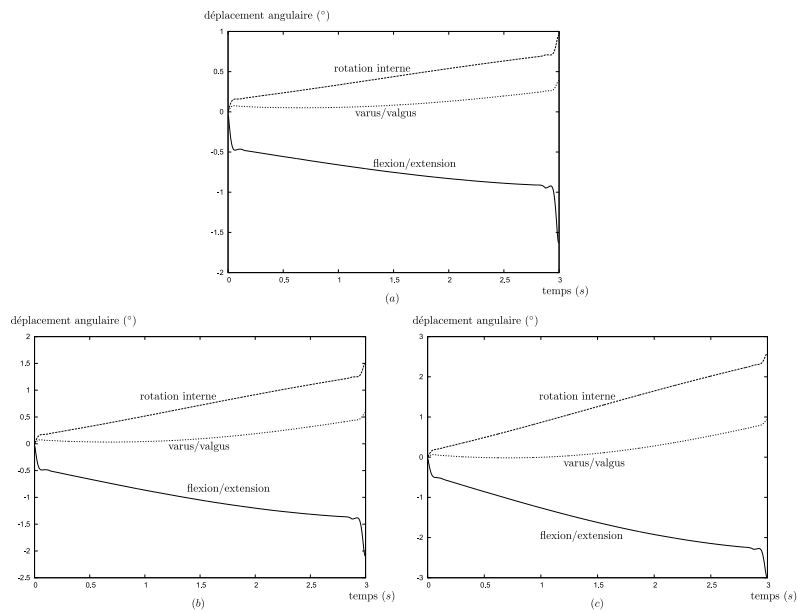 déplacement angulaire (°)
1
0.5
0
-0.5
-1
-1.5
-2
rotation interne
varus/valgus
flexion/extension
0 0.5 1 1.5 2 2.5 3
temps (s)
(a)
déplacement angulaire (°)
2
1.5
1
0.5
0
-0.5
-1
-1.5
-2
-2.5
rotation interne
varus/valgus
flexion/extension
0 0.5 1 1.5 2 2.5 3
temps (s)
(b)
déplacement angulaire (°)
3
2
1
0
-1
-2
-3
rotation interne
varus/valgus
flexion/extension
0 0.5 1 1.5 2 2.5 3
temps (s)
(c)